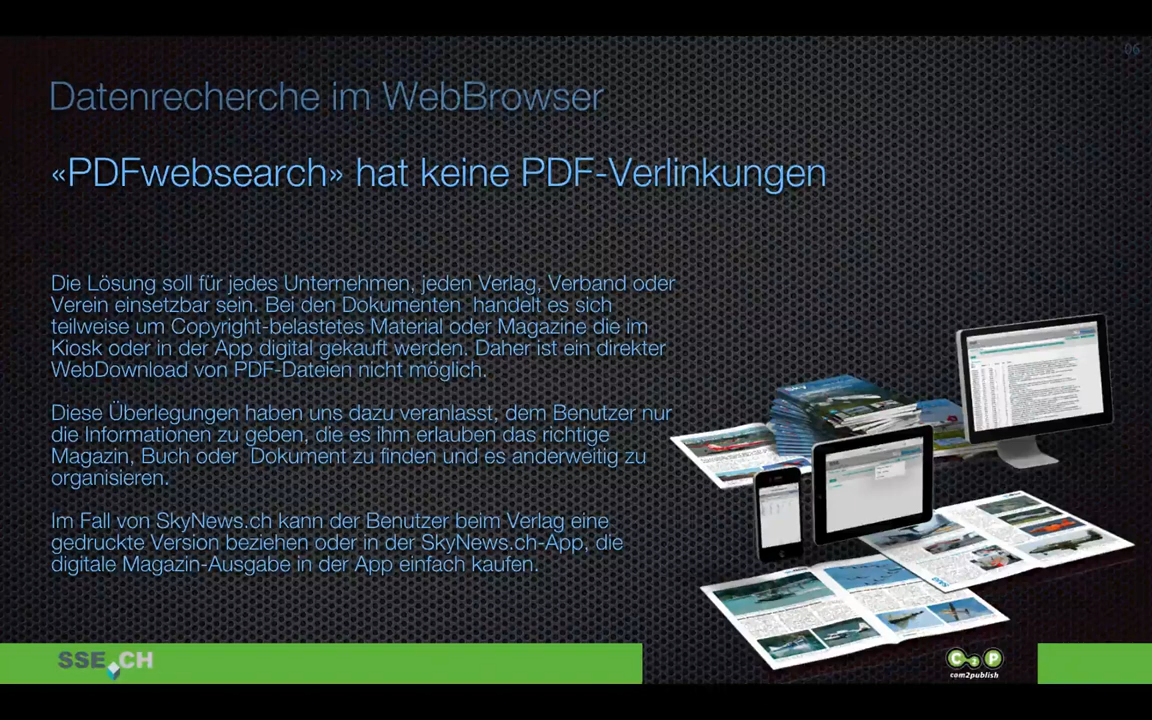 06
Datenrecherche im WebBrowser
«PDFwebsearch» hat keine PDF-Verlinkungen
Die Lösung soll für jedes Unternehmen, jeden Verlag, Verband oder
Verein einsetzbar sein. Bei den Dokumenten  handelt es sich
teilweise um Copyright-belastetes Material oder Magazine die im
Kiosk oder in der App digital gekauft werden. Daher ist ein direkter
WebDownload von PDF-Dateien nicht möglich.
Diese Überlegungen haben uns dazu veranlasst, dem Benutzer nur
die Informationen zu geben, die es ihm erlauben das richtige
Magazin, Buch oder  Dokument zu finden und es anderweitig zu
organisieren.
Im Fall von SkyNews.ch kann der Benutzer beim Verlag eine
gedruckte Version beziehen oder in der SkyNews.ch-App, die
digitale Magazin-Ausgabe in der App einfach kaufen.
Sky
SSE.CH
C2P
com2publish